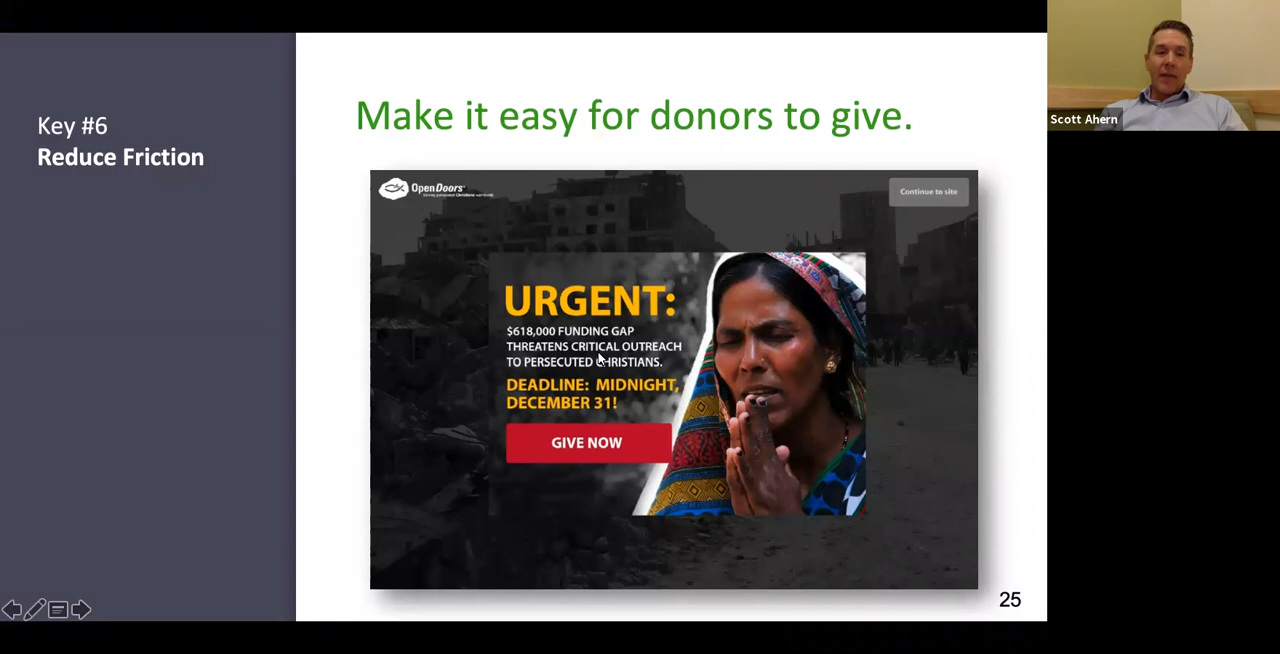 Key #6
Reduce Friction
Make it easy for donors to give.
OpenDoors
Continue to site
URGENT:
$618,000 FUNDING GAP
THREATENS CRITICAL OUTREACH
TO PERSECUTED CHRISTIANS.
DEADLINE: MIDNIGHT,
DECEMBER 31!
GIVE NOW
25
Scott Ahern